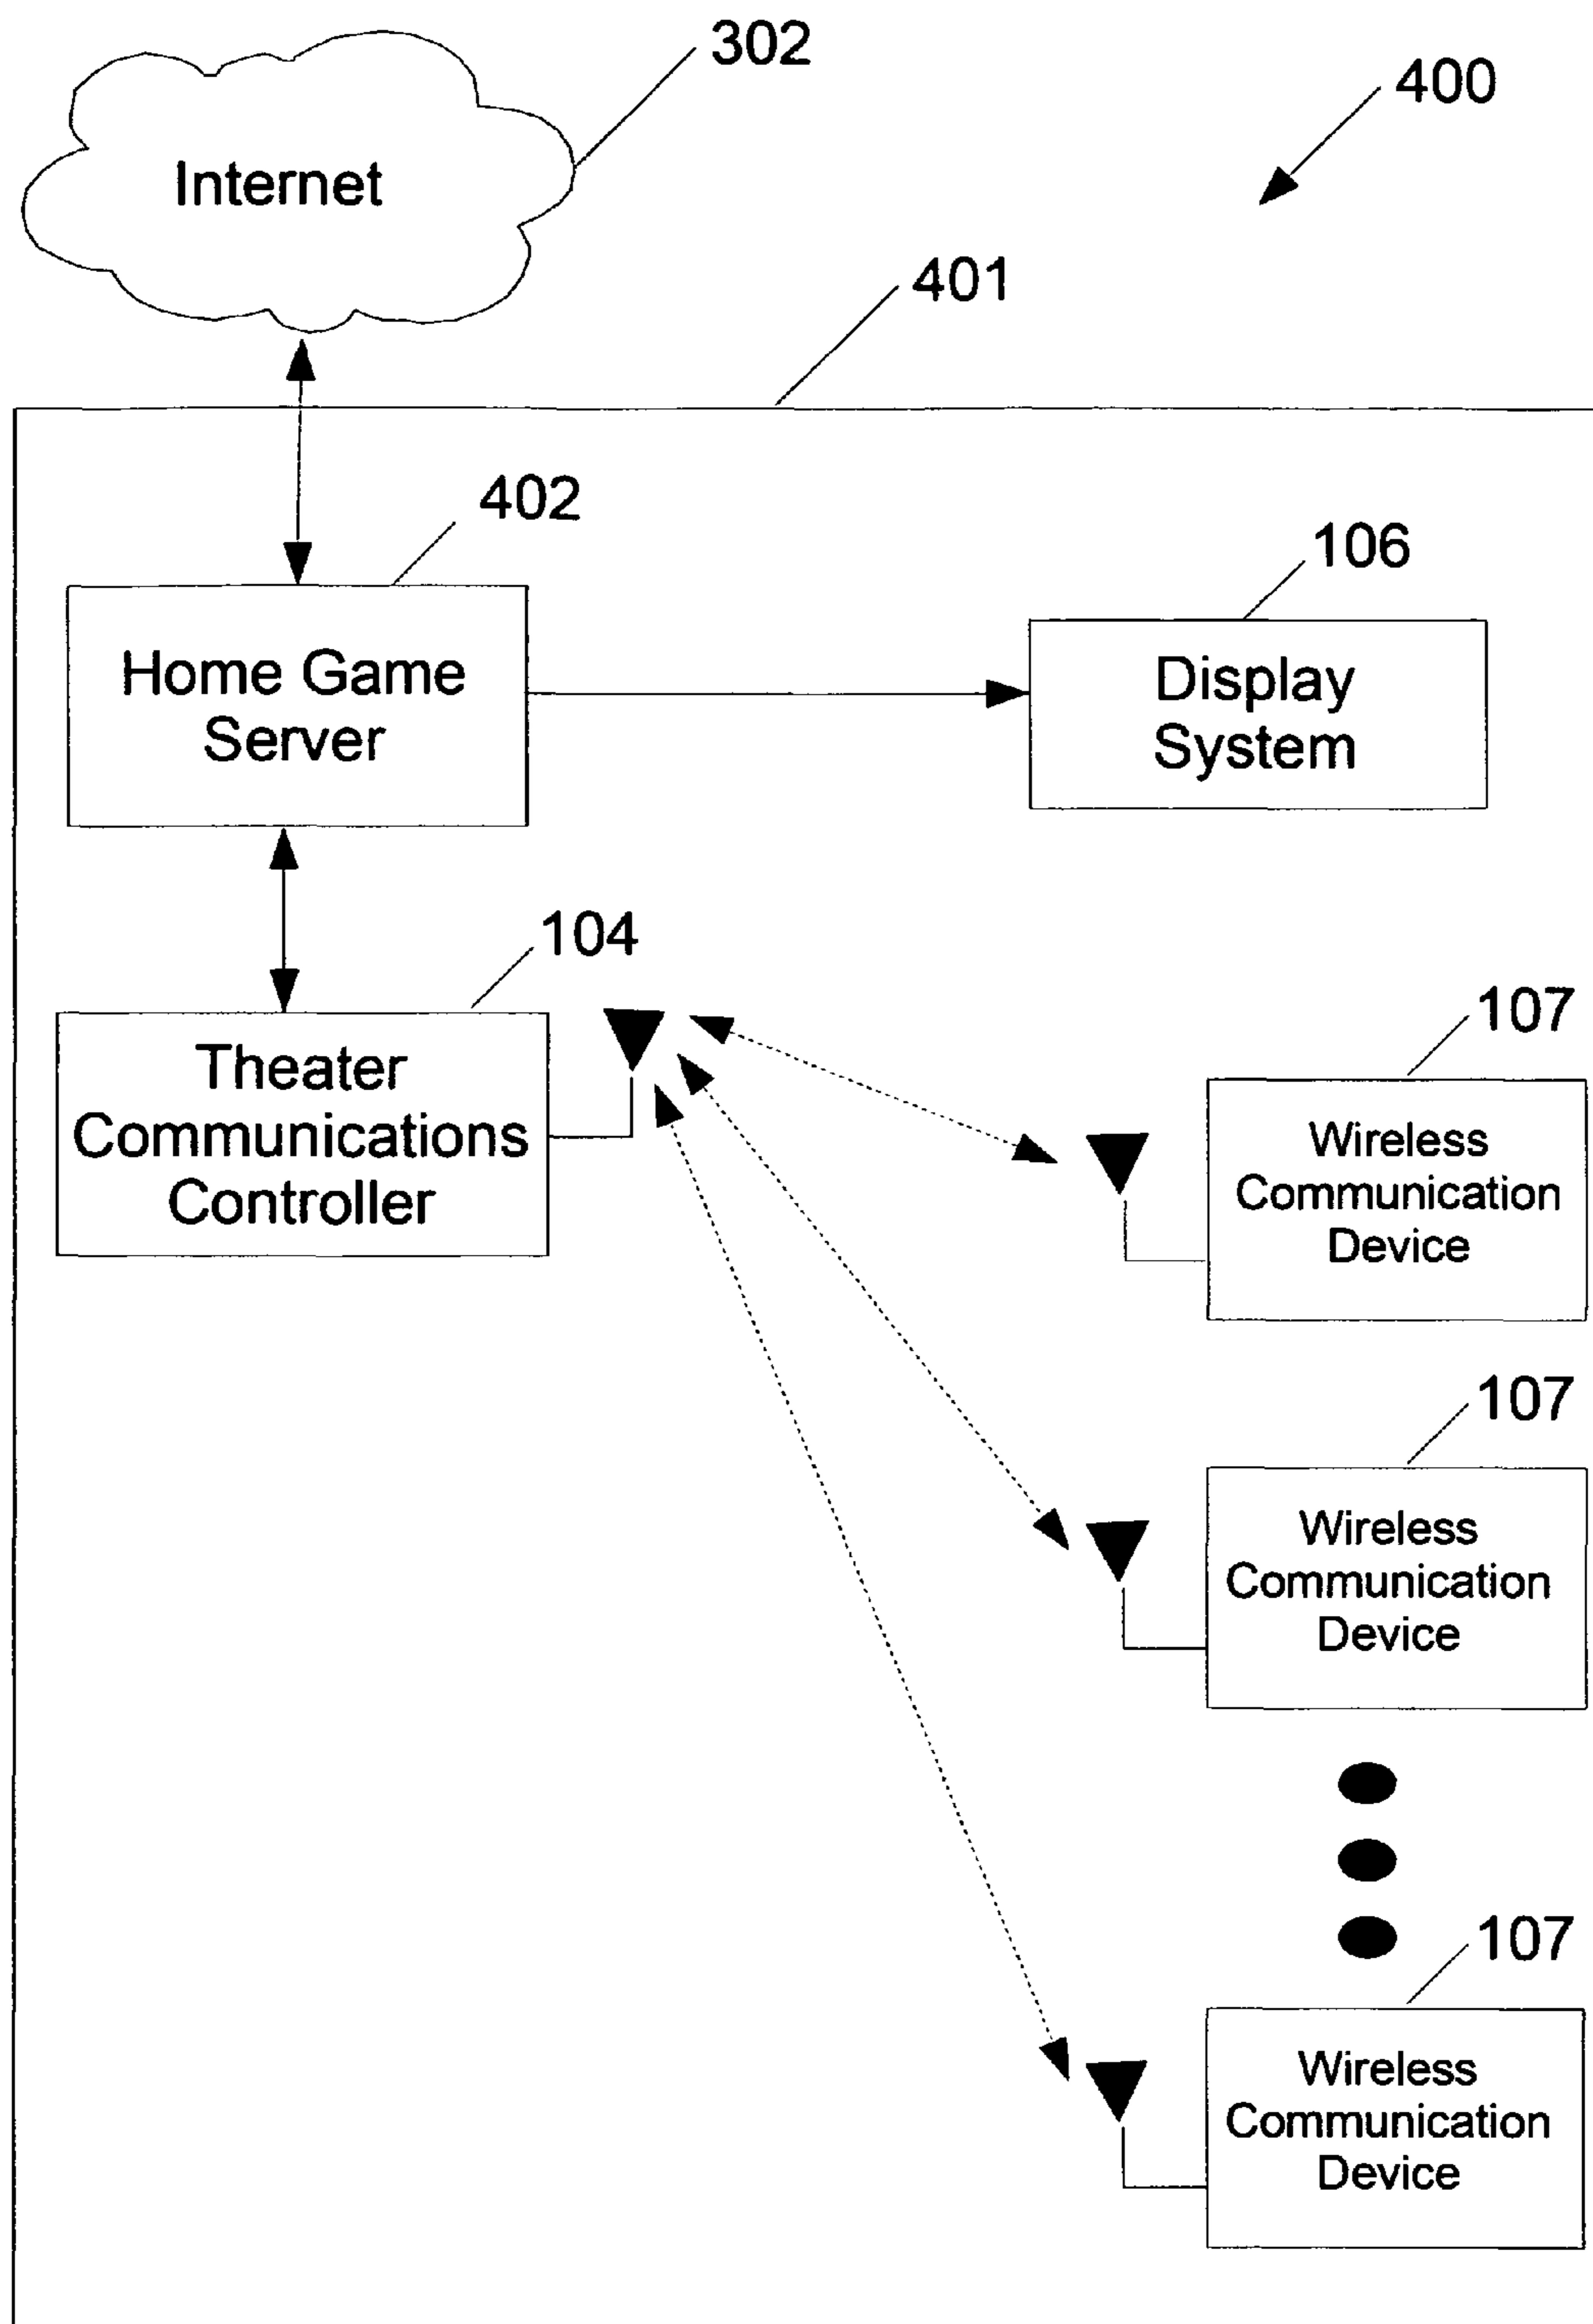 302
400
Internet
401
402
106
Home Game
Server
Display
System
104
107
Theater
Communications
Controller
Wireless
Communication
Device
107
Wireless
Communication
Device
107
Wireless
Communication
Device